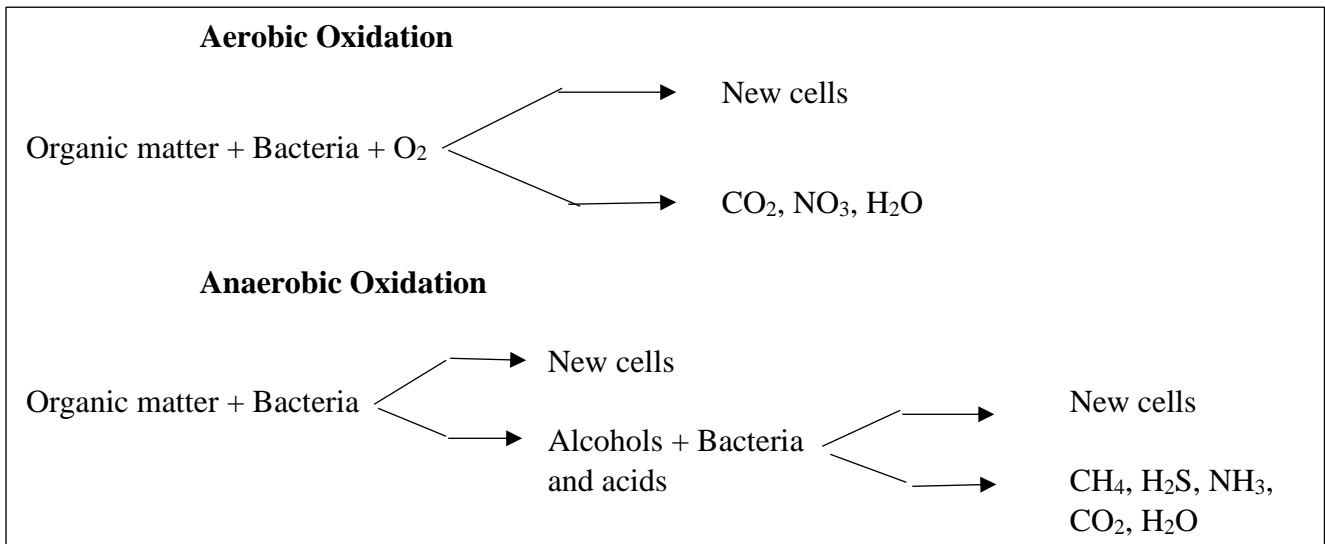 Aerobic Oxidation
New cells
Organic matter + Bacteria + O₂
CO₂, NO₃, H₂O
Anaerobic Oxidation
New cells
Organic matter + Bacteria
New cells
Alcohols + Bacteria
and acids
CH₄, H₂S, NH₃,
CO₂, H₂O